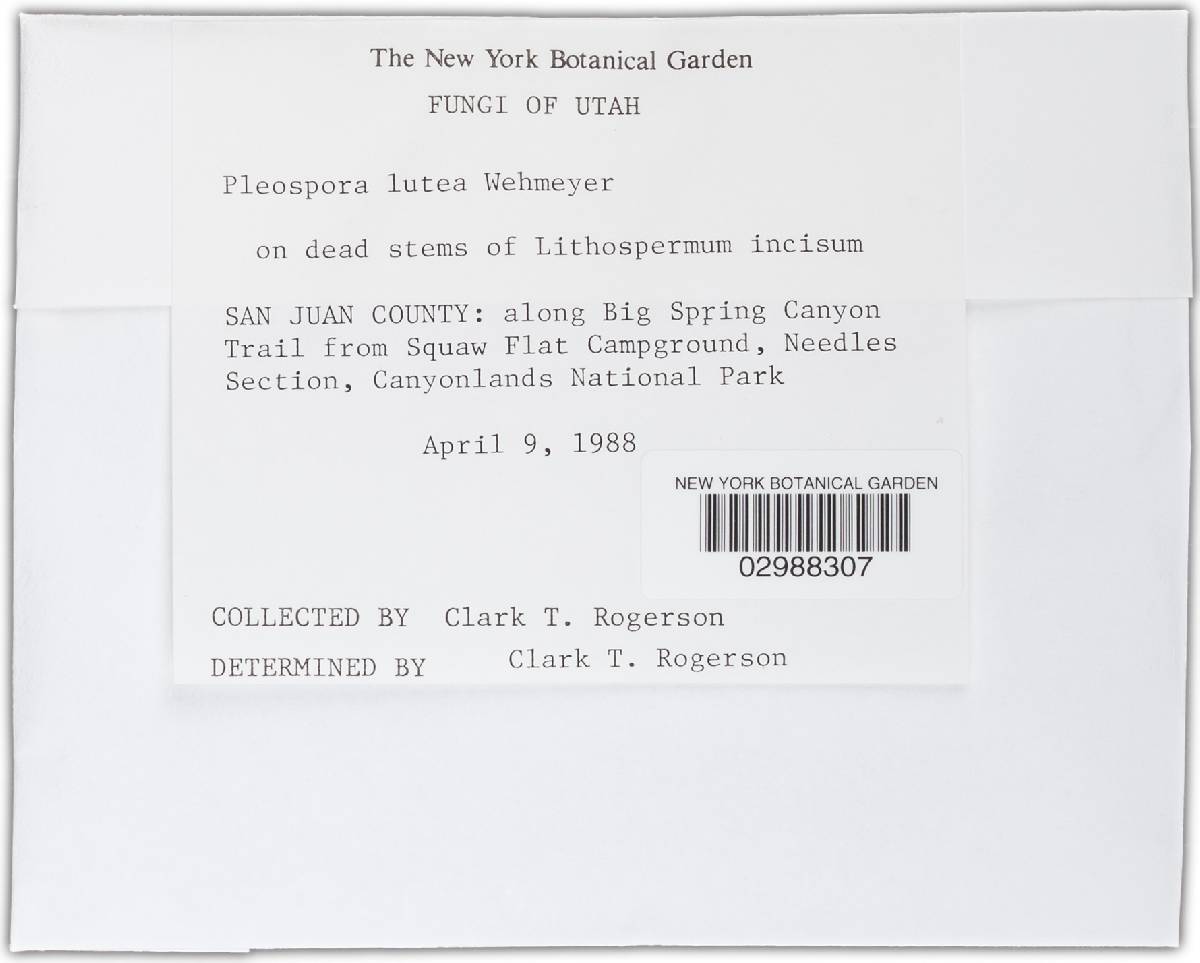 The New York Botanical Garden
FUNGI OF UTAH
Pleospora lutea Wehmeyer
on dead stems of Lithospermum incisum
SAN JUAN COUNTY: along Big Spring Canyon
Trail from Squaw Flat Campground, Needles
Section, Canyonlands National Park
April 9, 1988
NEW YORK BOTANICAL GARDEN
02988307
COLLECTED BY Clark T. Rogerson
DETERMINED BY Clark T. Rogerson